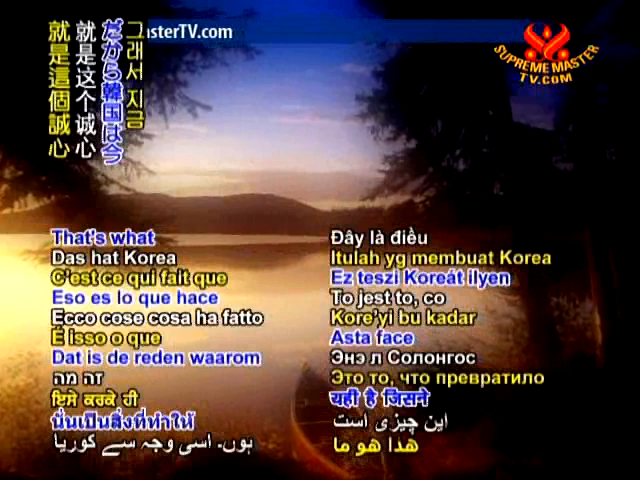 그래서 지금
だから韓国は今
就是这个诚心
就是這個誠心
asterTV.com
SUPREME MASTER
TV.COM
That's what
Das hat Korea
C'est ce qui fait que
Eso es lo que hace
Ecco cose cosa ha fatto
É isso o que
Dat is de reden waarom
זה מה
ਇਸੇ ਕਰਕੇ ਹੀ
นั่นเป็นสิ่งที่ทำให้
ہوں۔ اسی وجہ سے کوریا
Đây là điều
Itulah yg membuat Korea
Ez teszi Koreát ilyen
To jest to, co
Kore'yi bu kadar
Asta face
Энэ л Солонгос
Это то, что превратило
यही है जिसने
این چیزی است
هذا هو ما